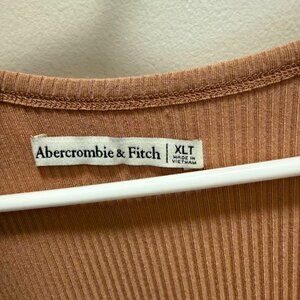 Abercrombie & Fitch
XLT
MADE IN
VIETNAM